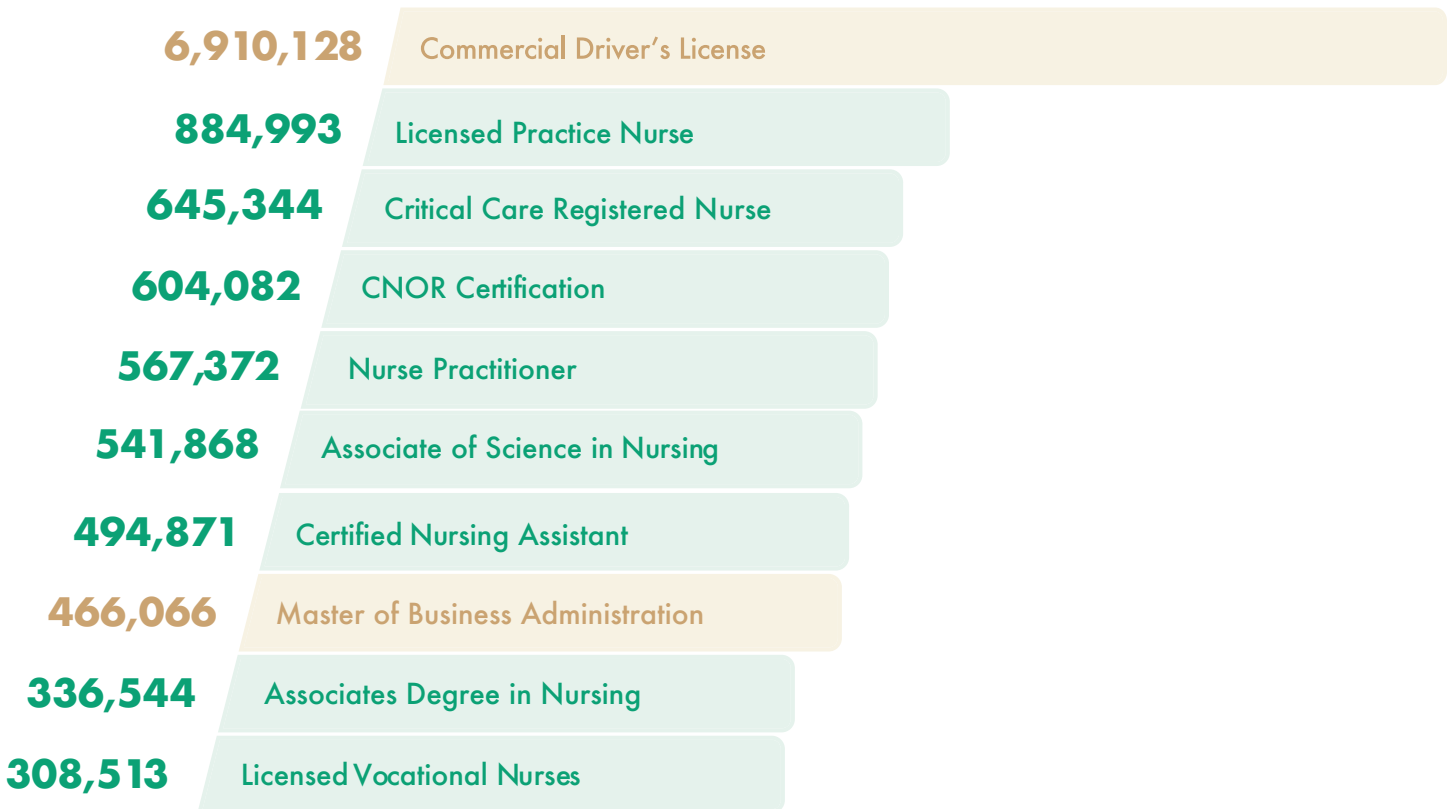 6,910,128 Commercial Driver’s License
884,993 Licensed Practice Nurse
645,344 Critical Care Registered Nurse
604,082 CNOR Certification
567,372 Nurse Practitioner
541,868 Associate of Science in Nursing
494,871 Certified Nursing Assistant
466,066 Master of Business Administration
336,544 Associates Degree in Nursing
308,513 Licensed Vocational Nurses